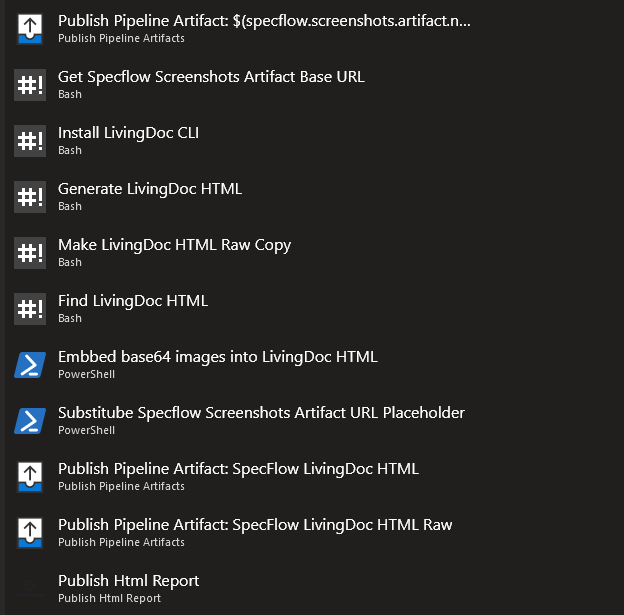 Publish Pipeline Artifact: $(specflow.screenshots.artifact.n...
Publish Pipeline Artifacts
#!
Get Specflow Screenshots Artifact Base URL
Bash
#!
Install LivingDoc CLI
Bash
#!
Generate LivingDoc HTML
Bash
#!
Make LivingDoc HTML Raw Copy
Bash
#!
Find LivingDoc HTML
Bash
Embbed base64 images into LivingDoc HTML
PowerShell
Substitube Specflow Screenshots Artifact URL Placeholder
PowerShell
Publish Pipeline Artifact: SpecFlow LivingDoc HTML
Publish Pipeline Artifacts
Publish Pipeline Artifact: SpecFlow LivingDoc HTML Raw
Publish Pipeline Artifacts
Publish Html Report
Publish Html Report